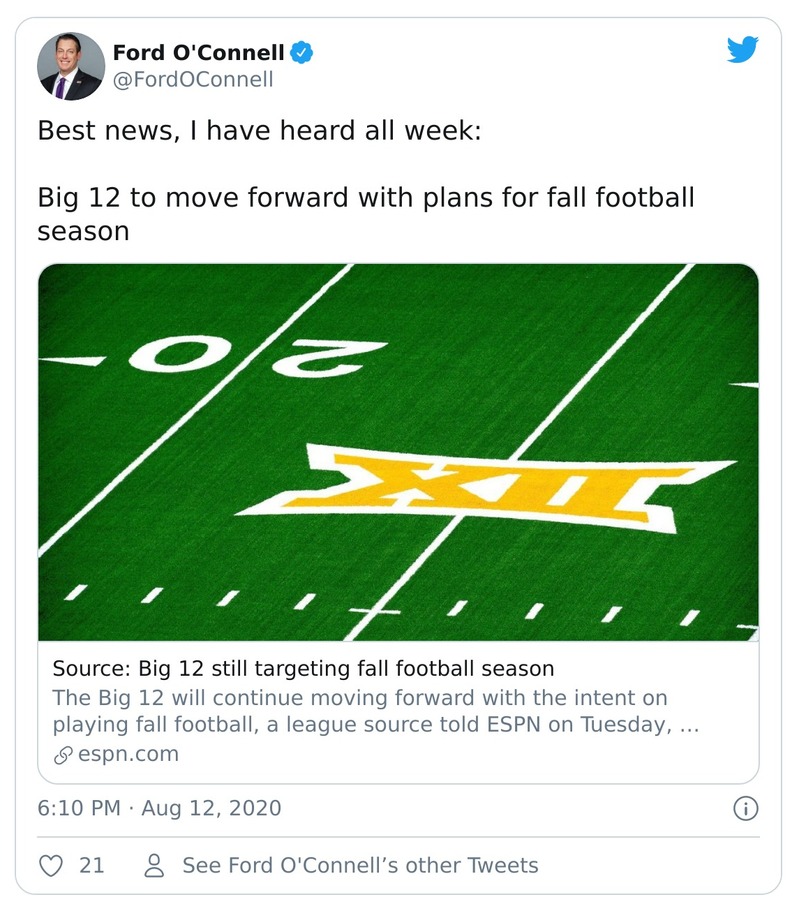 Ford O'Connell
@FordOConnell
Best news, I have heard all week:
Big 12 to move forward with plans for fall football
season
2 0
XII
Source: Big 12 still targeting fall football season
The Big 12 will continue moving forward with the intent on
playing fall football, a league source told ESPN on Tuesday, …
espn.com
6:10 PM · Aug 12, 2020
21 See Ford O'Connell’s other Tweets